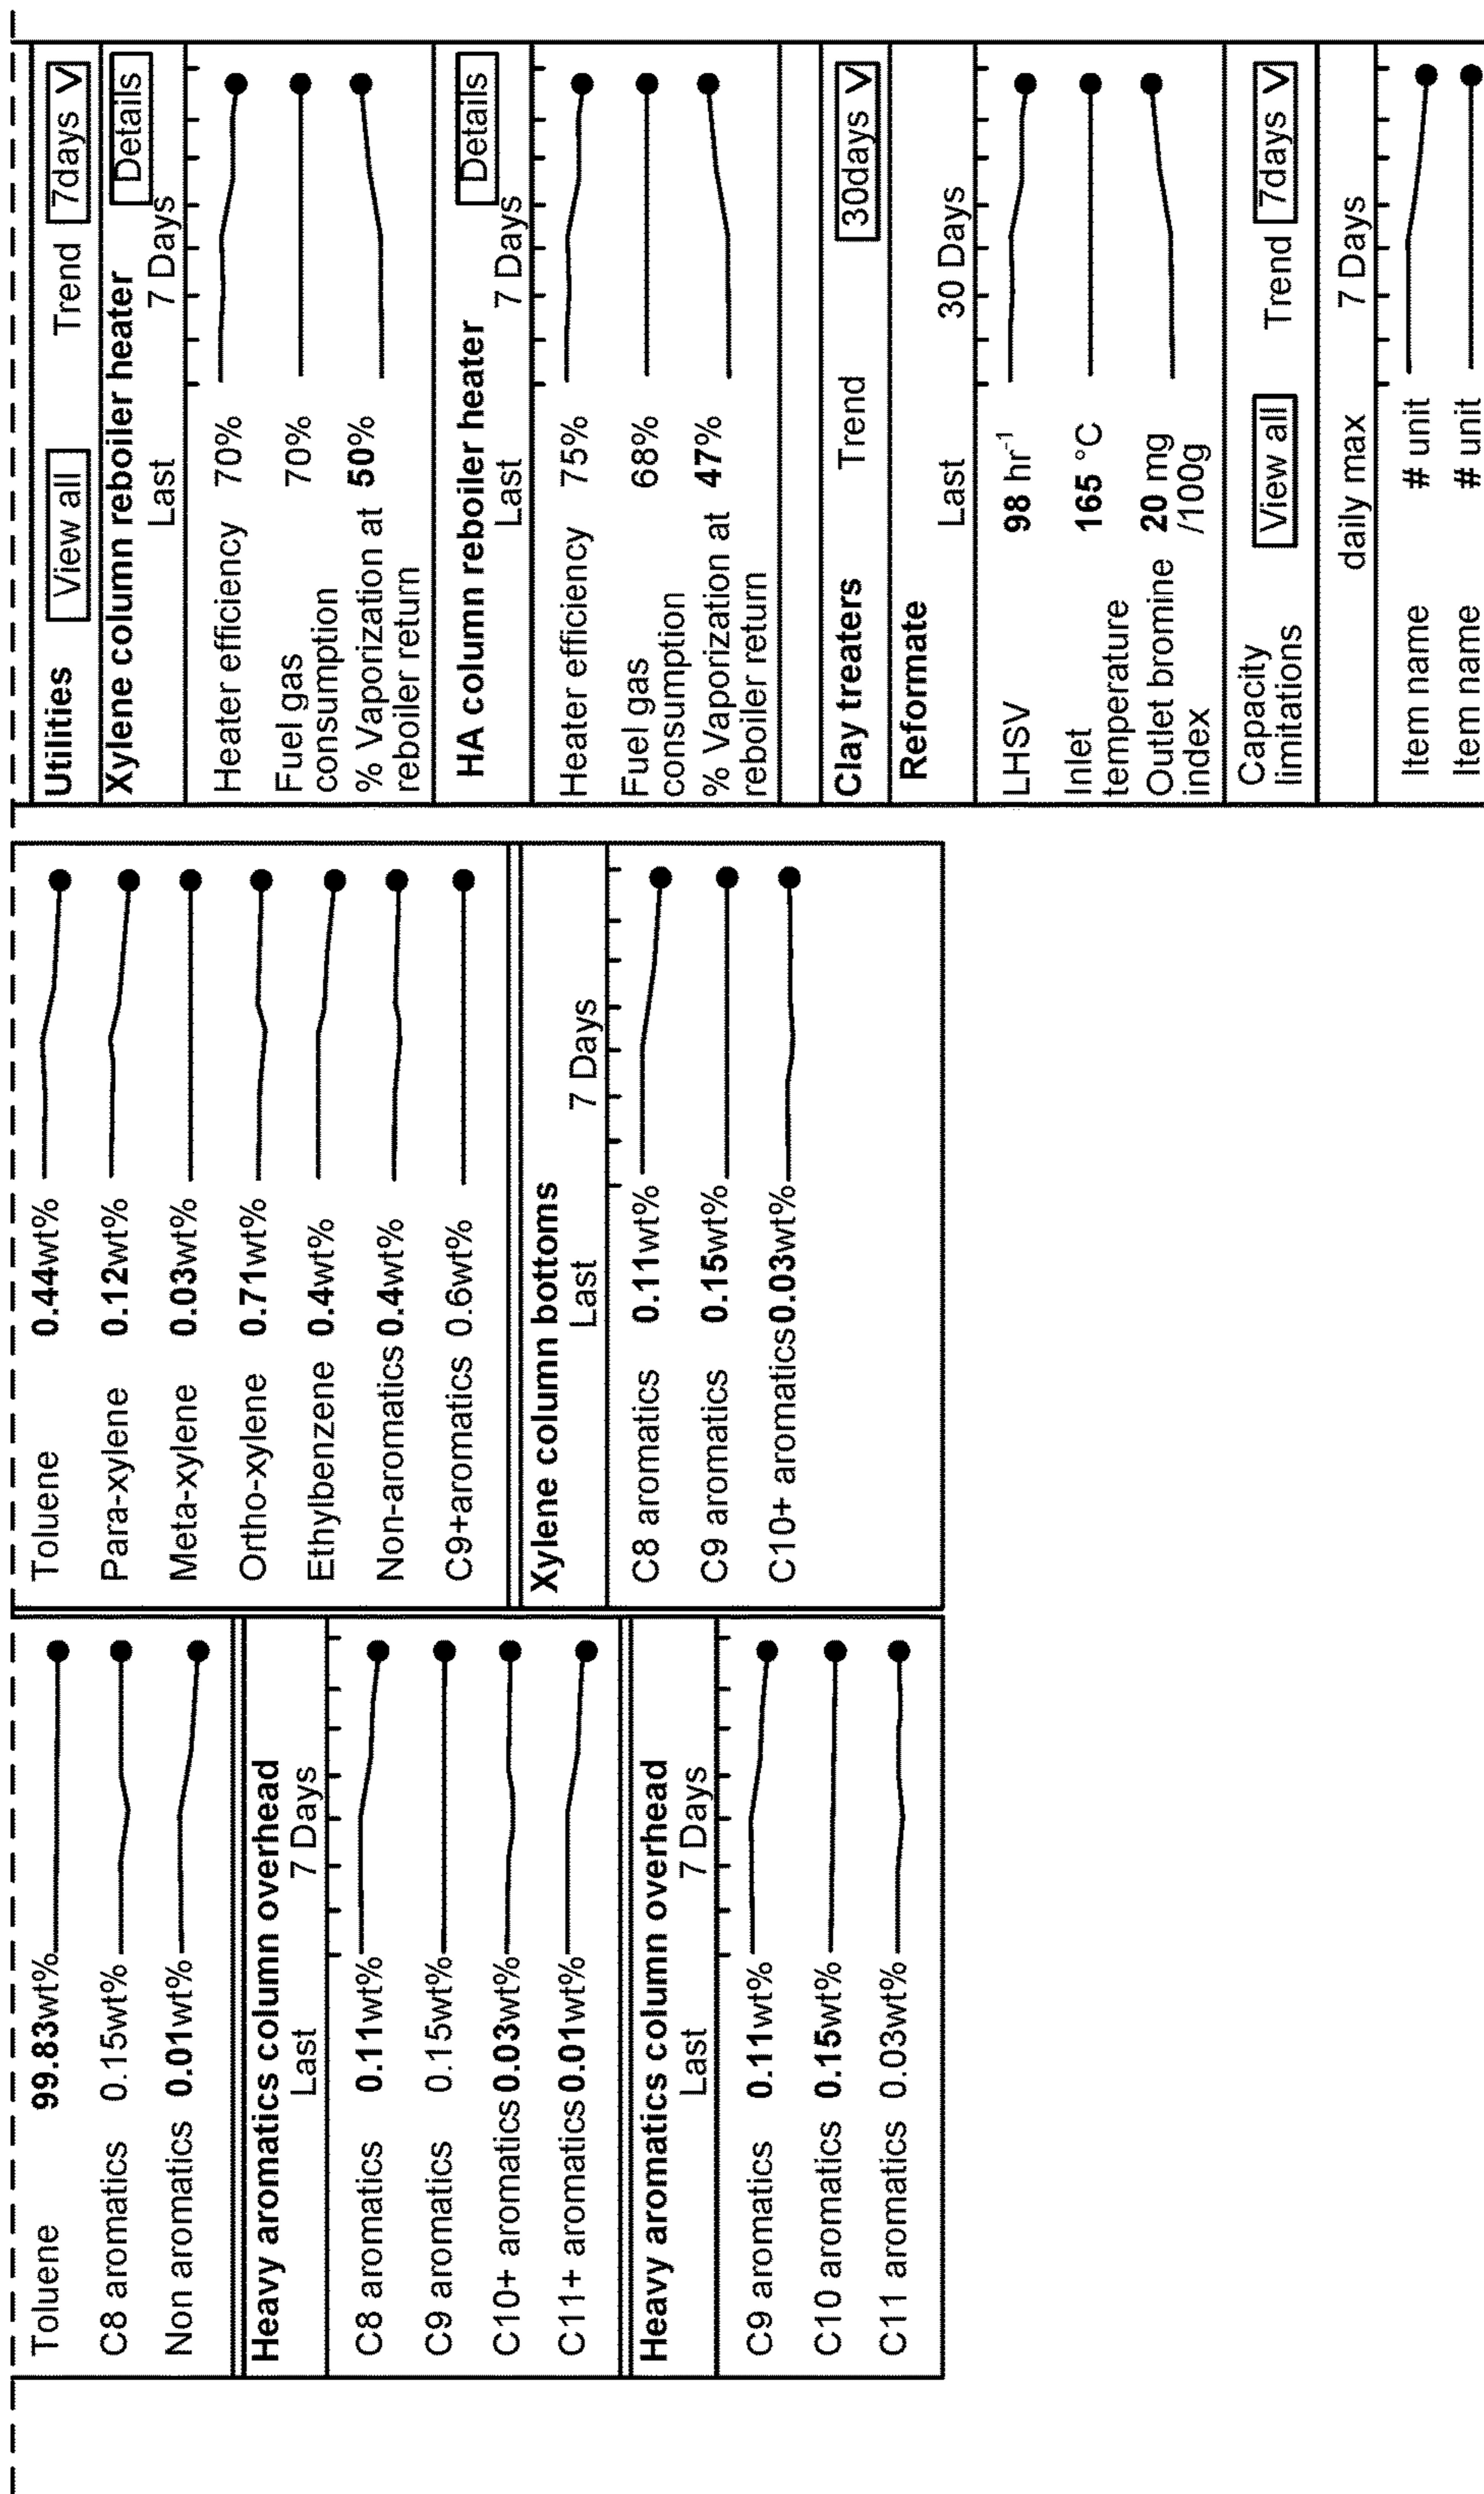 Toluene 99.83wt%
C8 aromatics 0.15wt%
Non aromatics 0.01wt%
Heavy aromatics column overhead
Last 7 Days
C8 aromatics 0.11wt%
C9 aromatics 0.15wt%
C10+ aromatics 0.03wt%
C11+ aromatics 0.01wt%
Heavy aromatics column overhead
Last 7 Days
C9 aromatics 0.11wt%
C10 aromatics 0.15wt%
C11 aromatics 0.03wt%
Toluene 0.44wt%
Para-xylene 0.12wt%
Meta-xylene 0.03wt%
Ortho-xylene 0.71wt%
Ethylbenzene 0.4wt%
Non-aromatics 0.4wt%
C9+aromatics 0.6wt%
Xylene column bottoms
Last 7 Days
C8 aromatics 0.11wt%
C9 aromatics 0.15wt%
C10+ aromatics 0.03wt%
Utilities View all Trend 7days V
Xylene column reboiler heater Details
Last 7 Days
Heater efficiency 70%
Fuel gas 70%
consumption
% Vaporization at 50%
reboiler return
HA column reboiler heater Details
Last 7 Days
Heater efficiency 75%
Fuel gas 68%
consumption
% Vaporization at 47%
reboiler return
Clay treaters Trend 30days V
Reformate
Last 30 Days
LHSV 98 hr⁻¹
Inlet 165 °C
temperature
Outlet bromine 20 mg
index /100g
Capacity View all Trend 7days V
limitations
daily max 7 Days
Item name # unit
Item name # unit